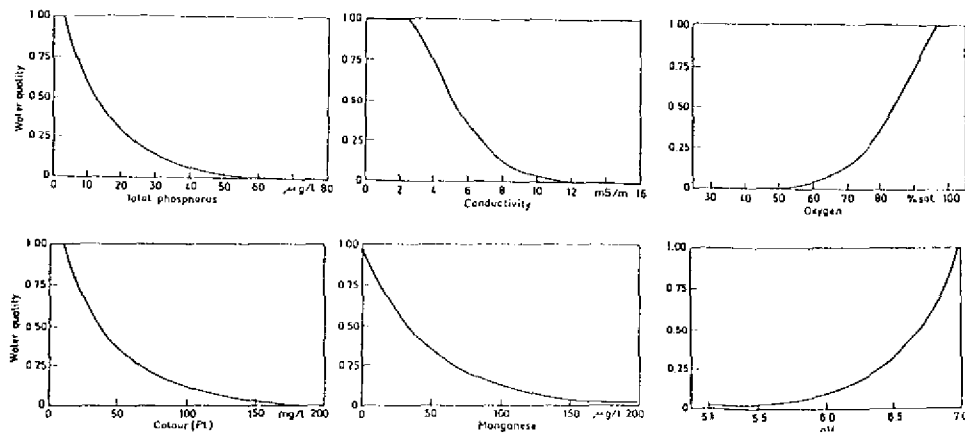 1.00 1.00 1.00
0.75 0.75 0.75
Water quality
0.50 0.50 0.50
0.25 0.25 0.25
0 0 0
0 10 20 30 40 50 60 µg/L 80
Total phosphorus
0 2 4 6 8 10 12 mS/m 16
Conductivity
30 40 50 60 70 80 % sat. 100
Oxygen
1.00 1.00 1.00
0.75 0.75 0.75
Water quality
0.50 0.50 0.50
0.25 0.25 0.25
0 0 0
0 50 100 150 mg/L 200
Colour (Pt)
0 50 100 150 µg/L 200
Manganese
6.0 6.5 7.0
pH